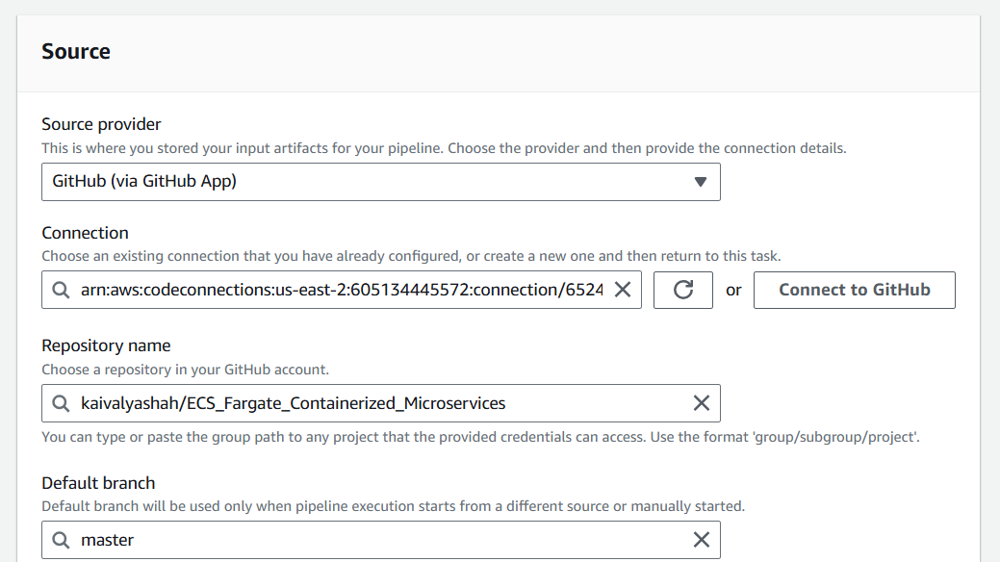 Source
Source provider
This is where you stored your input artifacts for your pipeline. Choose the provider and then provide the connection details.
GitHub (via GitHub App)
Connection
Choose an existing connection that you have already configured, or create a new one and then return to this task.
arn:aws:codeconnections:us-east-2:605134445572:connection/6524 or Connect to GitHub
Repository name
Choose a repository in your GitHub account.
kaivalyashah/ECS_Fargate_Containerized_Microservices
You can type or paste the group path to any project that the provided credentials can access. Use the format 'group/subgroup/project'.
Default branch
Default branch will be used only when pipeline execution starts from a different source or manually started.
master